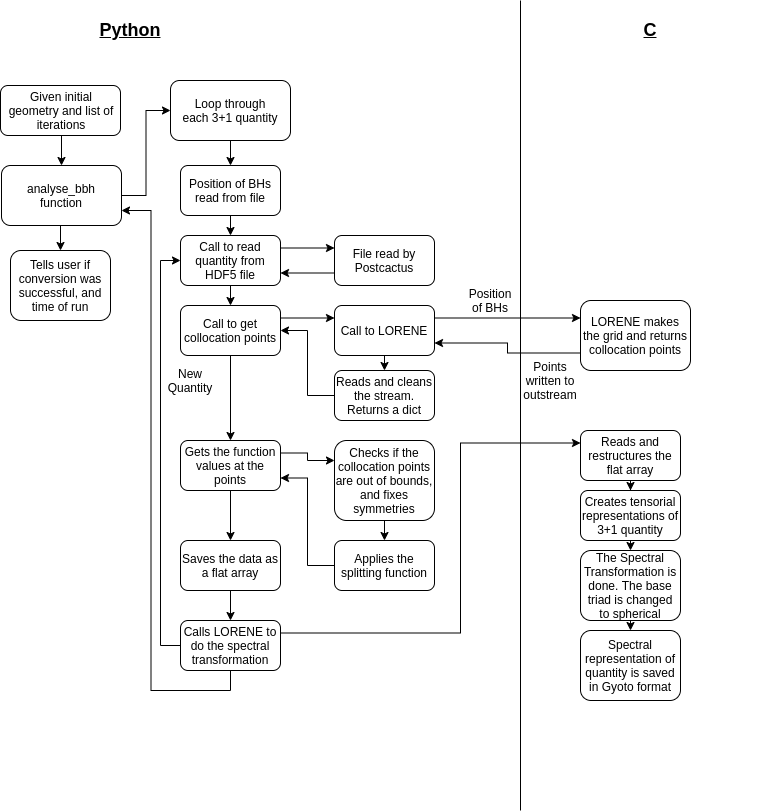 Python
C
Given initial
geometry and list of
iterations
analyse_bbh
function
Tells user if
conversion was
successful, and
time of run
Loop through
each 3+1 quantity
Position of BHs
read from file
Call to read
quantity from
HDF5 file
File read by
Postcactus
Call to get
collocation points
Call to LORENE
Position
of BHs
LORENE makes
the grid and returns
collocation points
Points
written to
outstream
Reads and cleans
the stream.
Returns a dict
New
Quantity
Gets the function
values at the
points
Checks if the
collocation points
are out of bounds,
and fixes
symmetries
Applies the
splitting function
Saves the data as
a flat array
Calls LORENE to
do the spectral
transformation
Reads and
restructures the
flat array
Creates tensorial
representations of
3+1 quantity
The Spectral
Transformation is
done. The base
triad is changed
to spherical
Spectral
representation of
quantity is saved
in Gyoto format